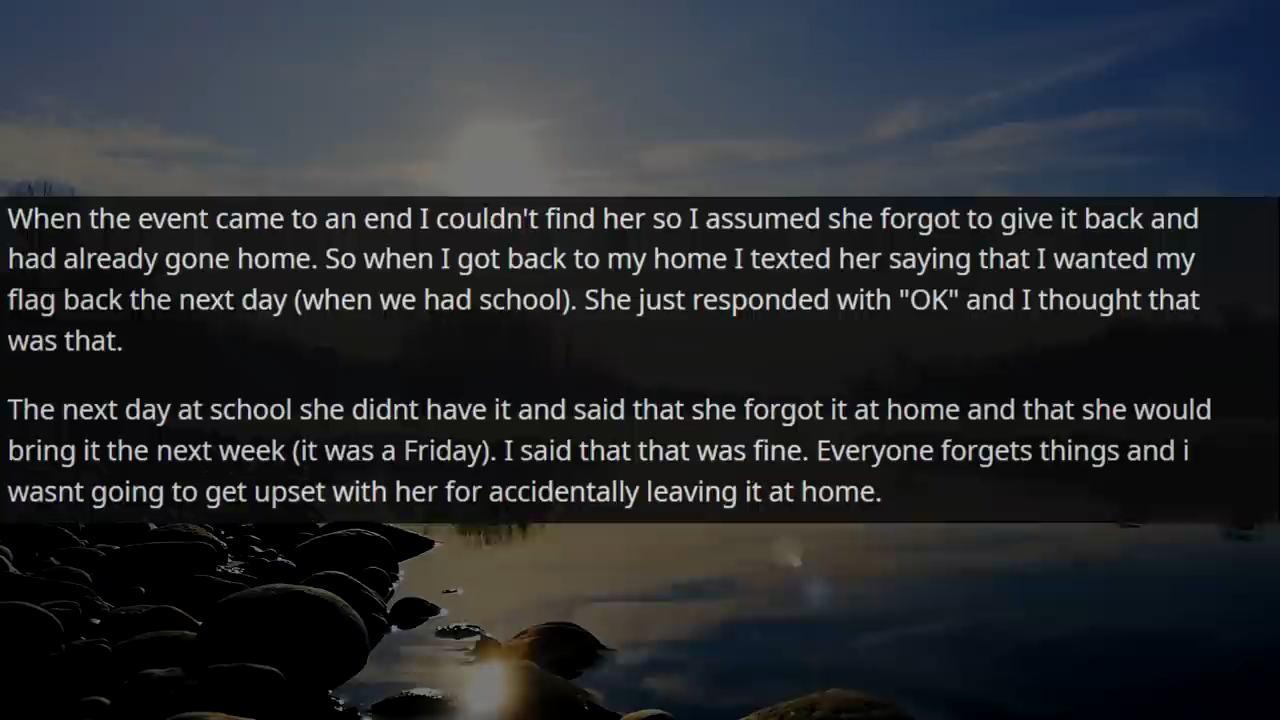 When the event came to an end I couldn't find her so I assumed she forgot to give it back and
had already gone home. So when I got back to my home I texted her saying that I wanted my
flag back the next day (when we had school). She just responded with "OK" and I thought that
was that.
The next day at school she didnt have it and said that she forgot it at home and that she would
bring it the next week (it was a Friday). I said that that was fine. Everyone forgets things and i
wasnt going to get upset with her for accidentally leaving it at home.